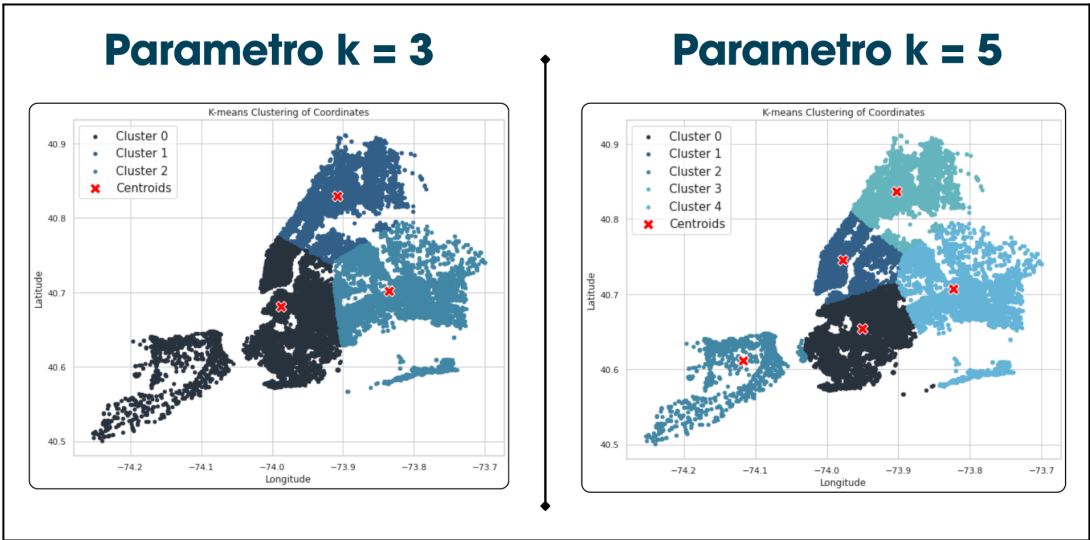 Parametro k = 3
K-means Clustering of Coordinates
Cluster 0
Cluster 1
Cluster 2
Centroids
Latitude
40.9
40.8
40.7
40.6
40.5
−74.2
−74.1
−74.0
−73.9
−73.8
−73.7
Longitude
Parametro k = 5
K-means Clustering of Coordinates
Cluster 0
Cluster 1
Cluster 2
Cluster 3
Cluster 4
Centroids
Latitude
40.9
40.8
40.7
40.6
40.5
−74.2
−74.1
−74.0
−73.9
−73.8
−73.7
Longitude